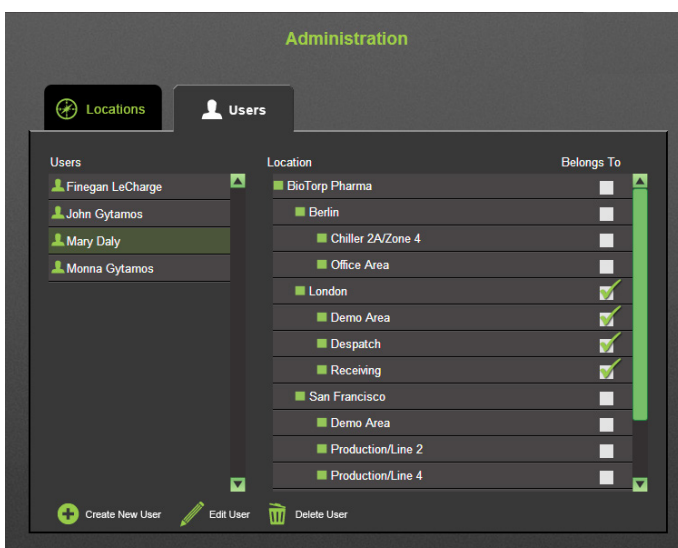 Administration
Locations
Users
Users
Location
Belongs To
Finegan LeCharge
John Gytamos
Mary Daly
Monna Gytamos
BioTorp Pharma
Berlin
Chiller 2A/Zone 4
Office Area
London
Demo Area
Despatch
Receiving
San Francisco
Demo Area
Production/Line 2
Production/Line 4
Create New User
Edit User
Delete User